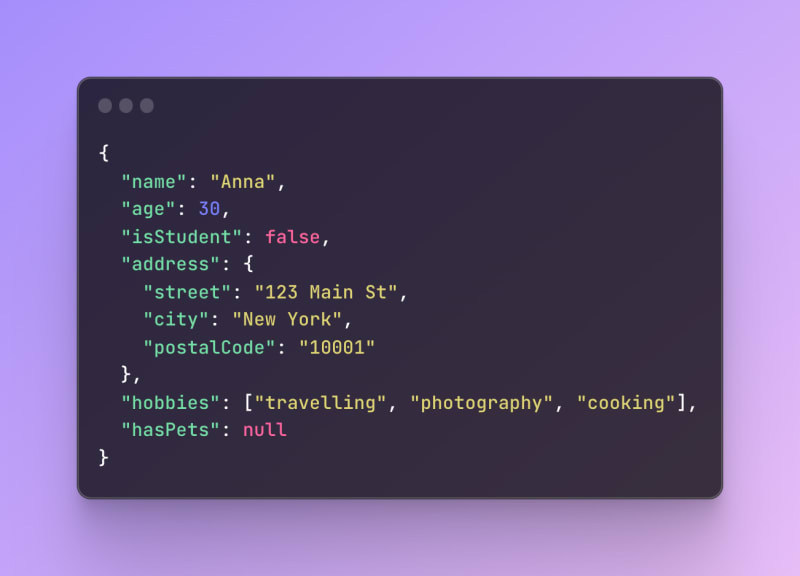 {
  "name": "Anna",
  "age": 30,
  "isStudent": false,
  "address": {
    "street": "123 Main St",
    "city": "New York",
    "postalCode": "10001"
  },
  "hobbies": ["travelling", "photography", "cooking"],
  "hasPets": null
}